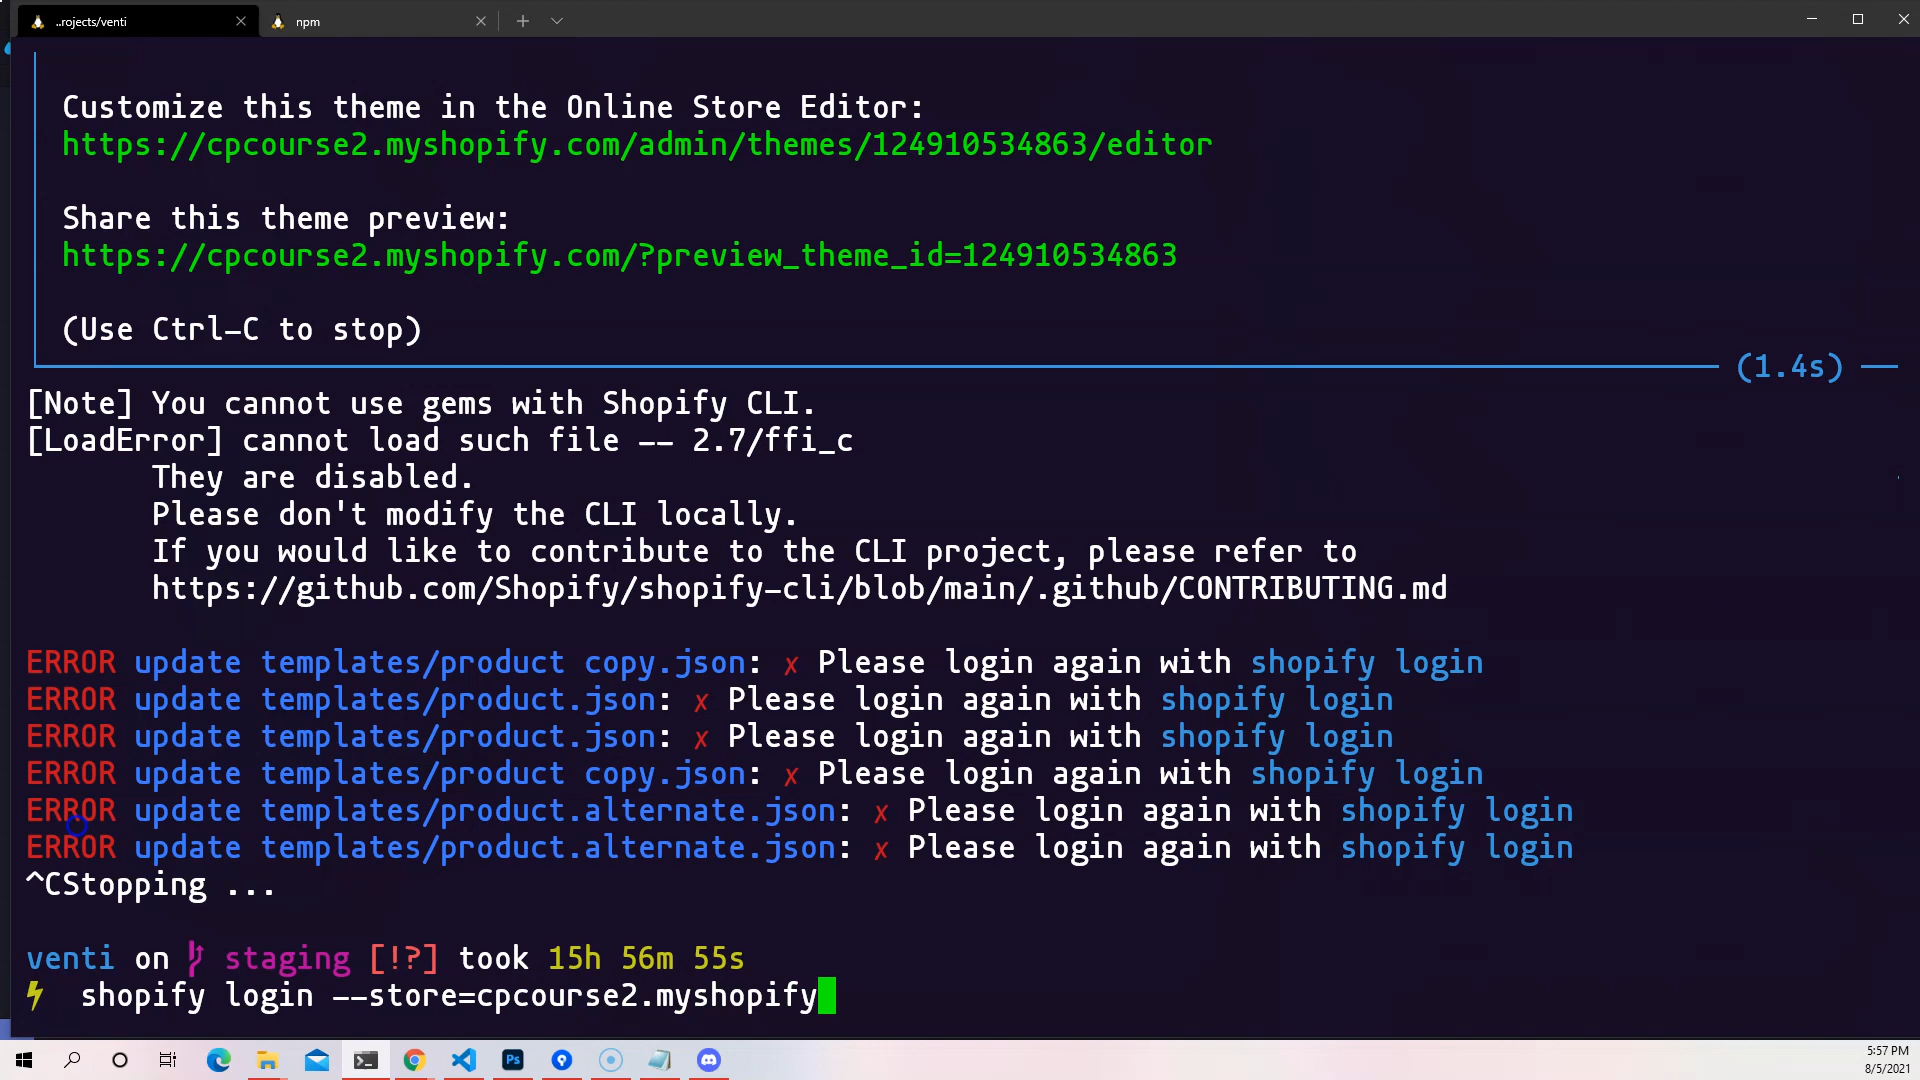 ..rojects/venti
npm
Customize this theme in the Online Store Editor:
https://cpcourse2.myshopify.com/admin/themes/124910534863/editor
Share this theme preview:
https://cpcourse2.myshopify.com/?preview_theme_id=124910534863
(Use Ctrl-C to stop)
(1.4s)
[Note] You cannot use gems with Shopify CLI.
[LoadError] cannot load such file -- 2.7/ffi_c
They are disabled.
Please don't modify the CLI locally.
If you would like to contribute to the CLI project, please refer to
https://github.com/Shopify/shopify-cli/blob/main/.github/CONTRIBUTING.md
ERROR update templates/product copy.json: ✗ Please login again with shopify login
ERROR update templates/product.json: ✗ Please login again with shopify login
ERROR update templates/product.json: ✗ Please login again with shopify login
ERROR update templates/product copy.json: ✗ Please login again with shopify login
ERROR update templates/product.alternate.json: ✗ Please login again with shopify login
ERROR update templates/product.alternate.json: ✗ Please login again with shopify login
^CStopping ...
venti on staging [!?] took 15h 56m 55s
shopify login --store=cpcourse2.myshopify
Ps
5:57 PM
8/5/2021